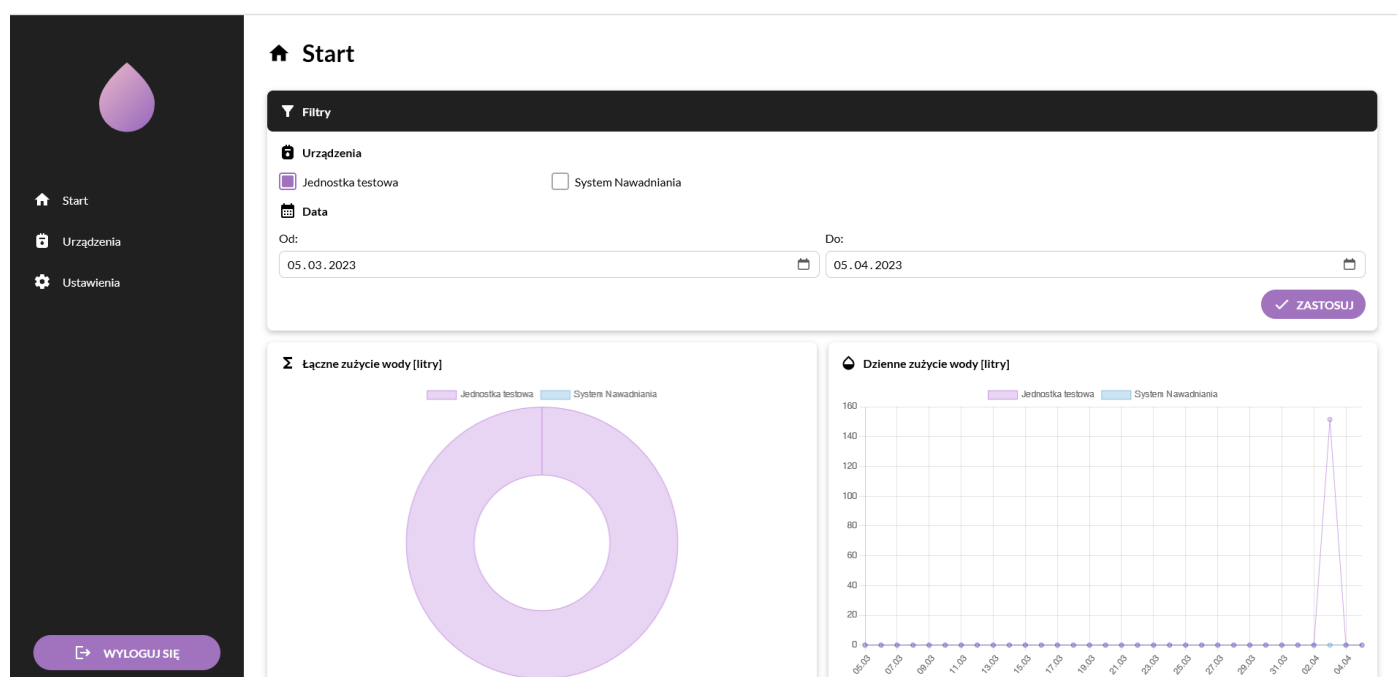 Start
Urządzenia
Ustawienia
WYLOGUJ SIĘ
Start
Filtry
Urządzenia
Jednostka testowa System Nawadniania
Data
Od: Do:
05.03.2023 05.04.2023
ZASTOSUJ
Σ Łączne zużycie wody [litry]
Jednostka testowa System Nawadniania
Dzienne zużycie wody [litry]
Jednostka testowa System Nawadniania
160
140
120
100
80
60
40
20
0
05.03 07.03 09.03 11.03 13.03 15.03 17.03 19.03 21.03 23.03 25.03 27.03 29.03 31.03 02.04 04.04